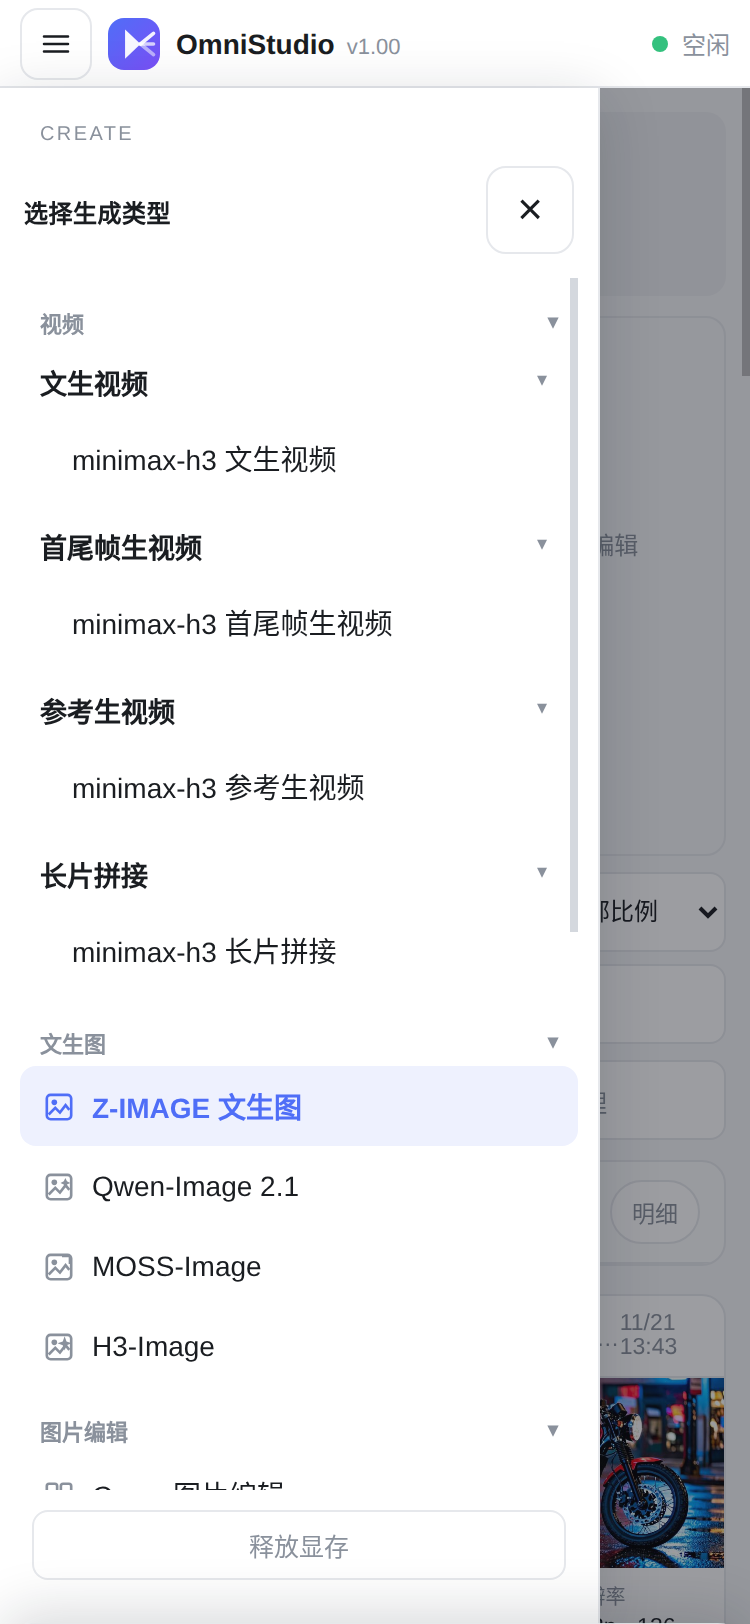 OmniStudio v1.00
空闲
CREATE
选择生成类型
视频
文生视频
minimax-h3 文生视频
首尾帧生视频
minimax-h3 首尾帧生视频
参考生视频
minimax-h3 参考生视频
长片拼接
minimax-h3 长片拼接
文生图
Z-IMAGE 文生图
Qwen-Image 2.1
MOSS-Image
H3-Image
图片编辑
图片编辑
释放显存
编辑
比例
明细
11/21
…13:43
率